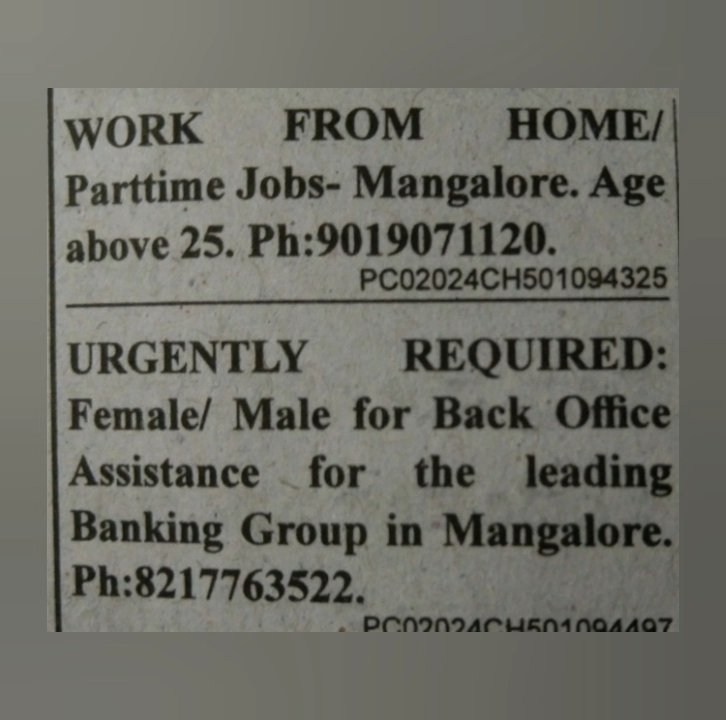 WORK FROM HOME/
Parttime Jobs- Mangalore. Age
above 25. Ph:9019071120.
PC02024CH501094325
URGENTLY REQUIRED:
Female/ Male for Back Office
Assistance for the leading
Banking Group in Mangalore.
Ph:8217763522.
PC02024CH501094497